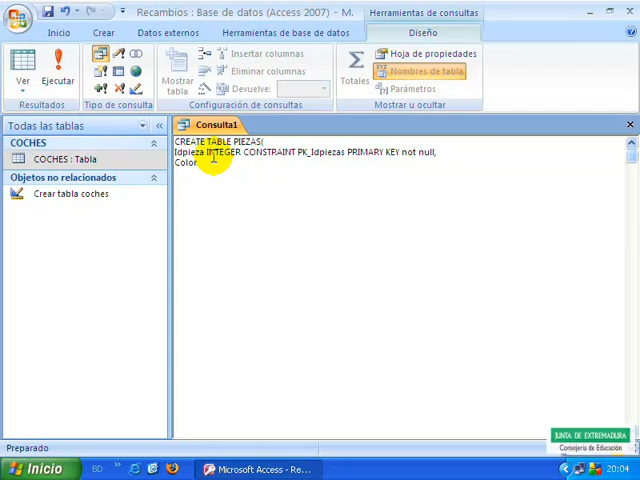 Recambios : Base de datos (Access 2007) - M.
Herramientas de consultas
Inicio
Crear
Datos externos
Herramientas de base de datos
Diseño
Ver
Ejecutar
Resultados
Tipo de consulta
Mostrar tabla
Insertar columnas
Eliminar columnas
Devuelve:
Configuración de consultas
Totales
Hoja de propiedades
XYZ
Nombres de tabla
Parámetros
Mostrar u ocultar
Todas las tablas
COCHES
COCHES : Tabla
Objetos no relacionados
Crear tabla coches
Consulta1
CREATE TABLE PIEZAS(
Idpieza INTEGER CONSTRAINT PK_Idpiezas PRIMARY KEY not null,
Color
JUNTA DE EXTREMADURA
Consejería de Educación
Preparado
Inicio
BD
Microsoft Access - Re...
20:04